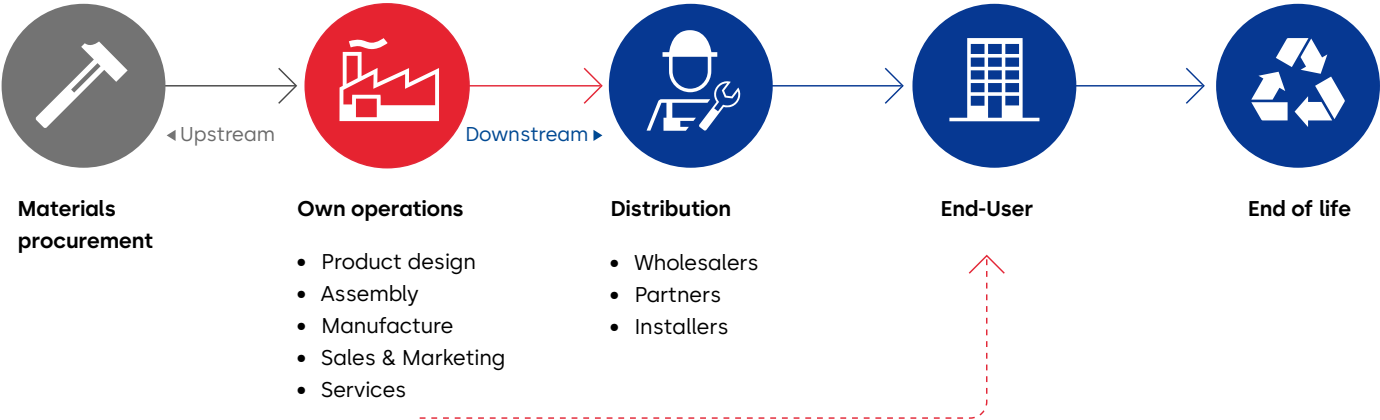 ◂ Upstream
Downstream ▸
Materials
procurement
Own operations
• Product design
• Assembly
• Manufacture
• Sales & Marketing
• Services
Distribution
• Wholesalers
• Partners
• Installers
End-User
End of life